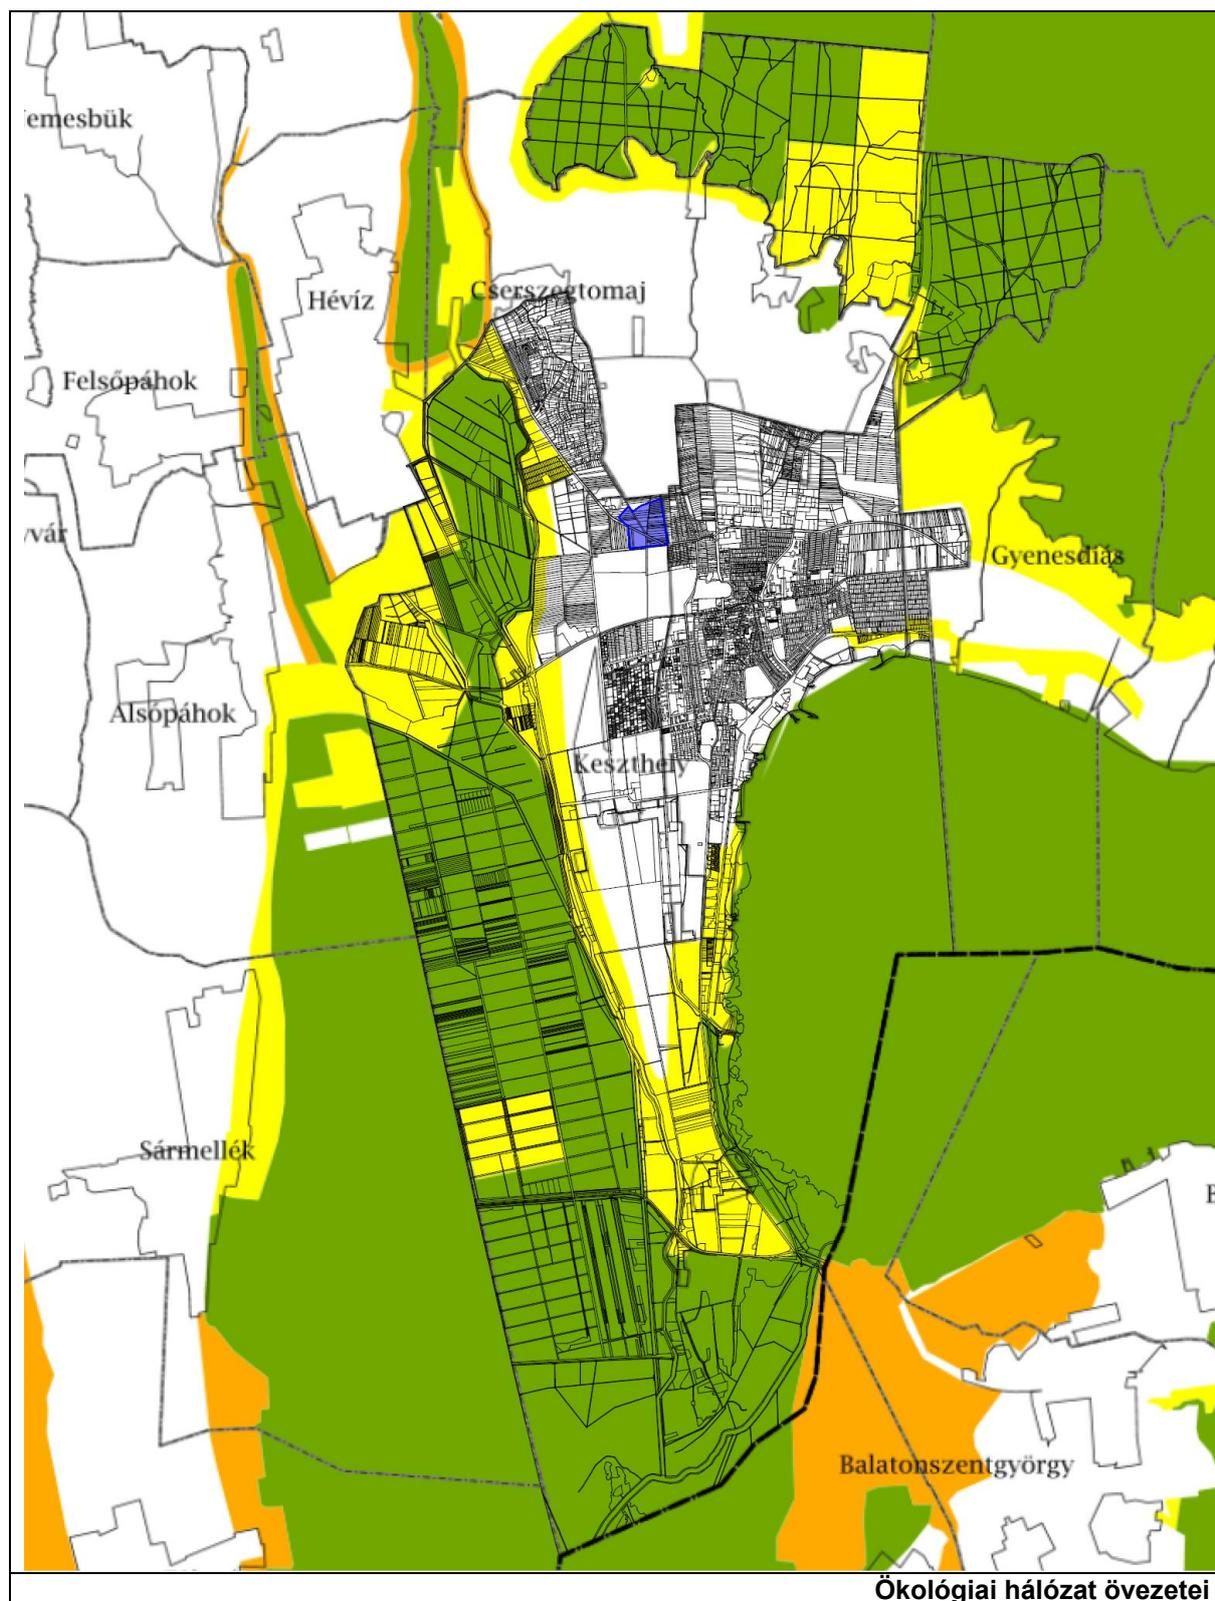 emesbük
Cserszegtomaj
Hévíz
Felsőpáhok
vár
Gyenesdiás
Alsópáhok
Keszthely
Sármellék
B
Balatonszentgyörgy
Ökológiai hálózat övezetei